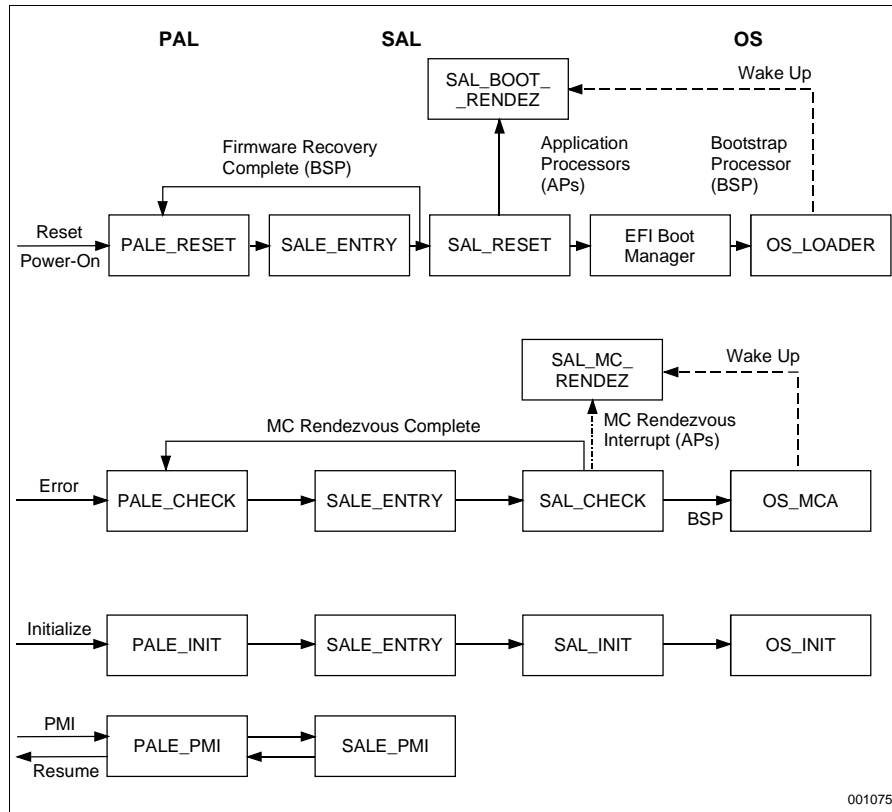 PAL
SAL
OS
SAL_BOOT_
_RENDEZ
Wake Up
Firmware Recovery
Complete (BSP)
Application
Processors
(APs)
Bootstrap
Processor
(BSP)
Reset
Power-On
PALE_RESET
SALE_ENTRY
SAL_RESET
EFI Boot
Manager
OS_LOADER
SAL_MC_
RENDEZ
Wake Up
MC Rendezvous Complete
MC Rendezvous
Interrupt (APs)
Error
PALE_CHECK
SALE_ENTRY
SAL_CHECK
BSP
OS_MCA
Initialize
PALE_INIT
SALE_ENTRY
SAL_INIT
OS_INIT
PMI
Resume
PALE_PMI
SALE_PMI
001075